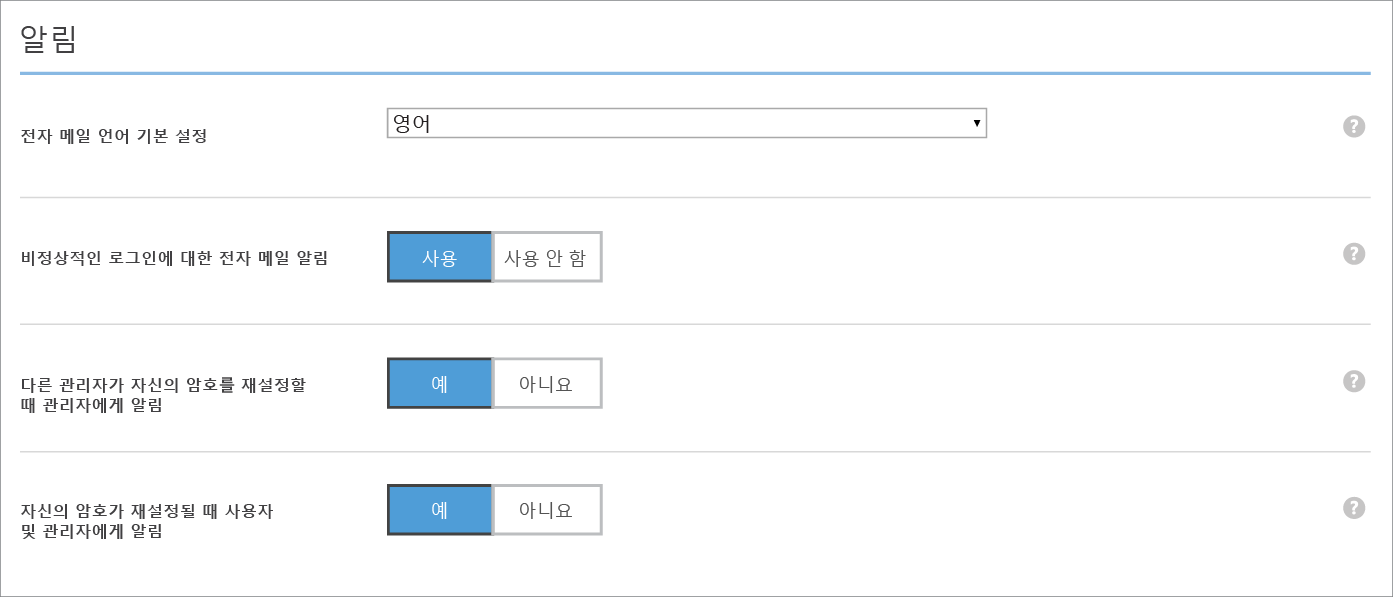 알림
전자 메일 언어 기본 설정
영어
비정상적인 로그인에 대한 전자 메일 알림
사용 사용 안 함
다른 관리자가 자신의 암호를 재설정할
때 관리자에게 알림
예 아니요
자신의 암호가 재설정될 때 사용자
및 관리자에게 알림
예 아니요